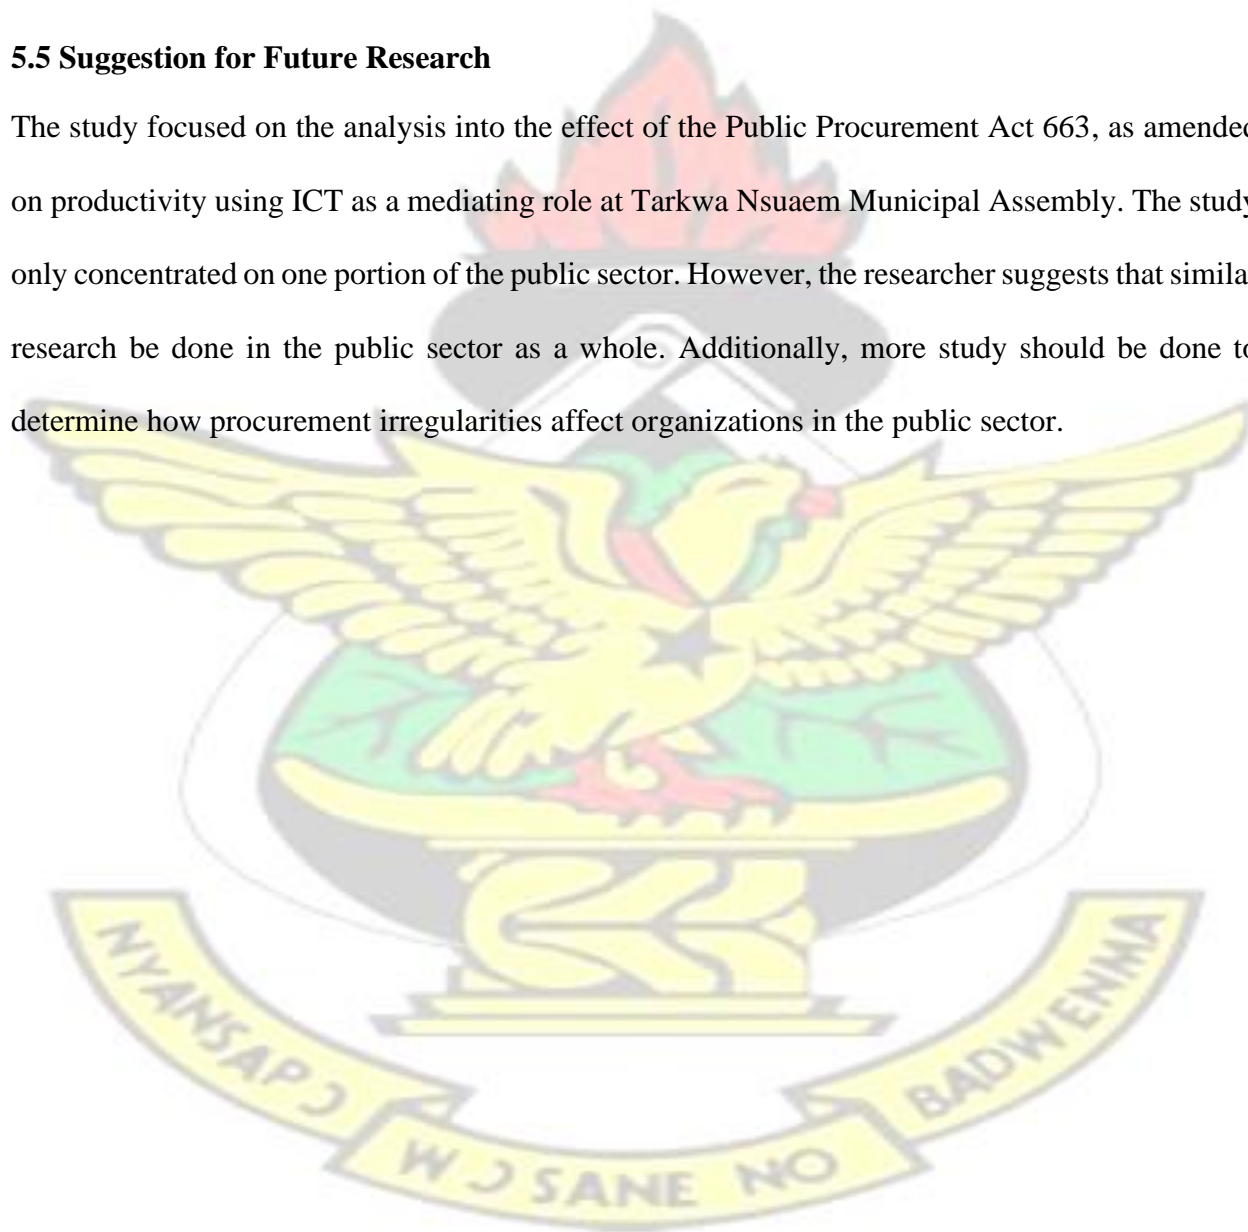 5.5 Suggestion for Future Research
The study focused on the analysis into the effect of the Public Procurement Act 663, as amended
on productivity using ICT as a mediating role at Tarkwa Nsuaem Municipal Assembly. The study
only concentrated on one portion of the public sector. However, the researcher suggests that simila
research be done in the public sector as a whole. Additionally, more study should be done to
determine how procurement irregularities affect organizations in the public sector.
NYANSAPƆ
WƆSANE NO
BADWENMA